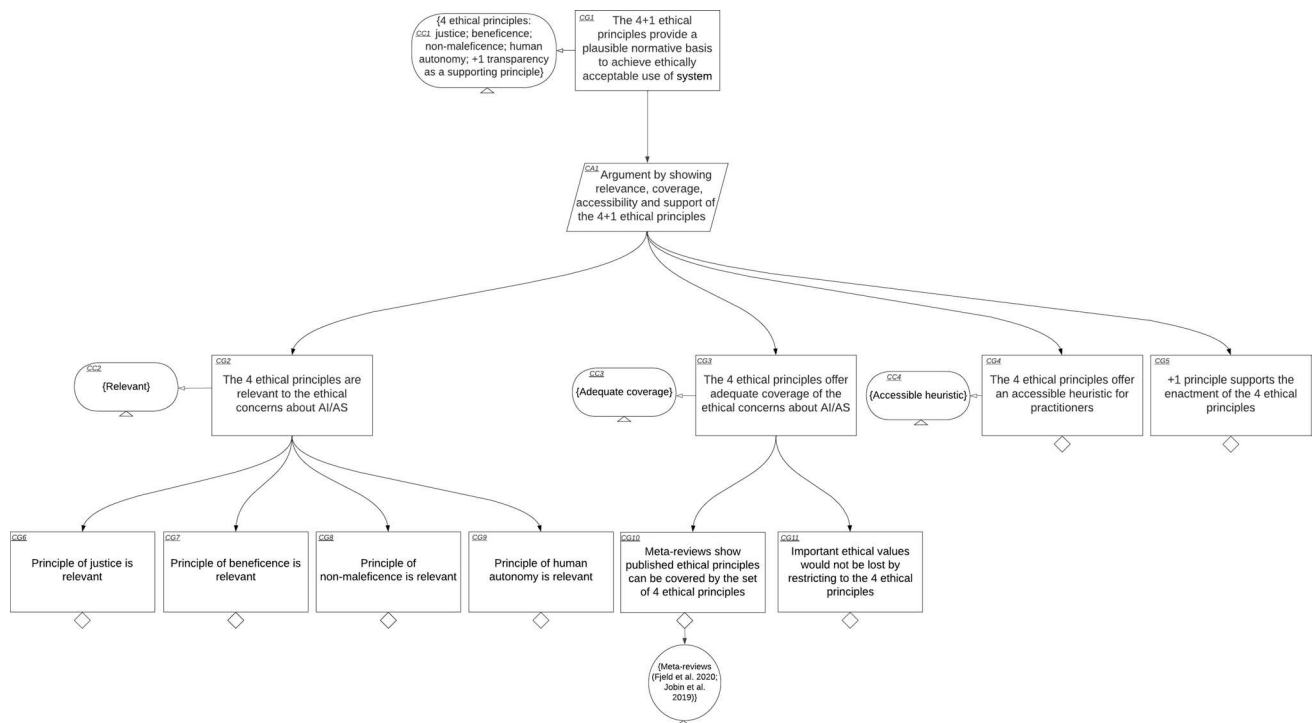 {4 ethical principles:
CC1 justice; beneficence;
non-maleficence; human
autonomy; +1 transparency
as a supporting principle}
CG1
The 4+1 ethical
principles provide a
plausible normative basis
to achieve ethically
acceptable use of system
CA1
Argument by showing
relevance, coverage,
accessibility and support
of the 4+1 ethical principles
CC2
{Relevant}
CG2
The 4 ethical principles are
relevant to the ethical
concerns about AI/AS
CC3
{Adequate coverage}
CG3
The 4 ethical principles offer
adequate coverage of the
ethical concerns about AI/AS
CC4
{Accessible heuristic}
CG4
The 4 ethical principles offer
an accessible heuristic for
practitioners
CG5
+1 principle supports the
enactment of the 4 ethical
principles
CG6
Principle of justice is
relevant
CG7
Principle of beneficence is
relevant
CG8
Principle of
non-maleficence is relevant
CG9
Principle of human
autonomy is relevant
CG10
Meta-reviews show
published ethical principles
can be covered by the set
of 4 ethical principles
CG11
Important ethical values
would not be lost by
restricting to the 4 ethical
principles
{Meta-reviews
(Fjeld et al. 2020;
Jobin et al.
2019)}